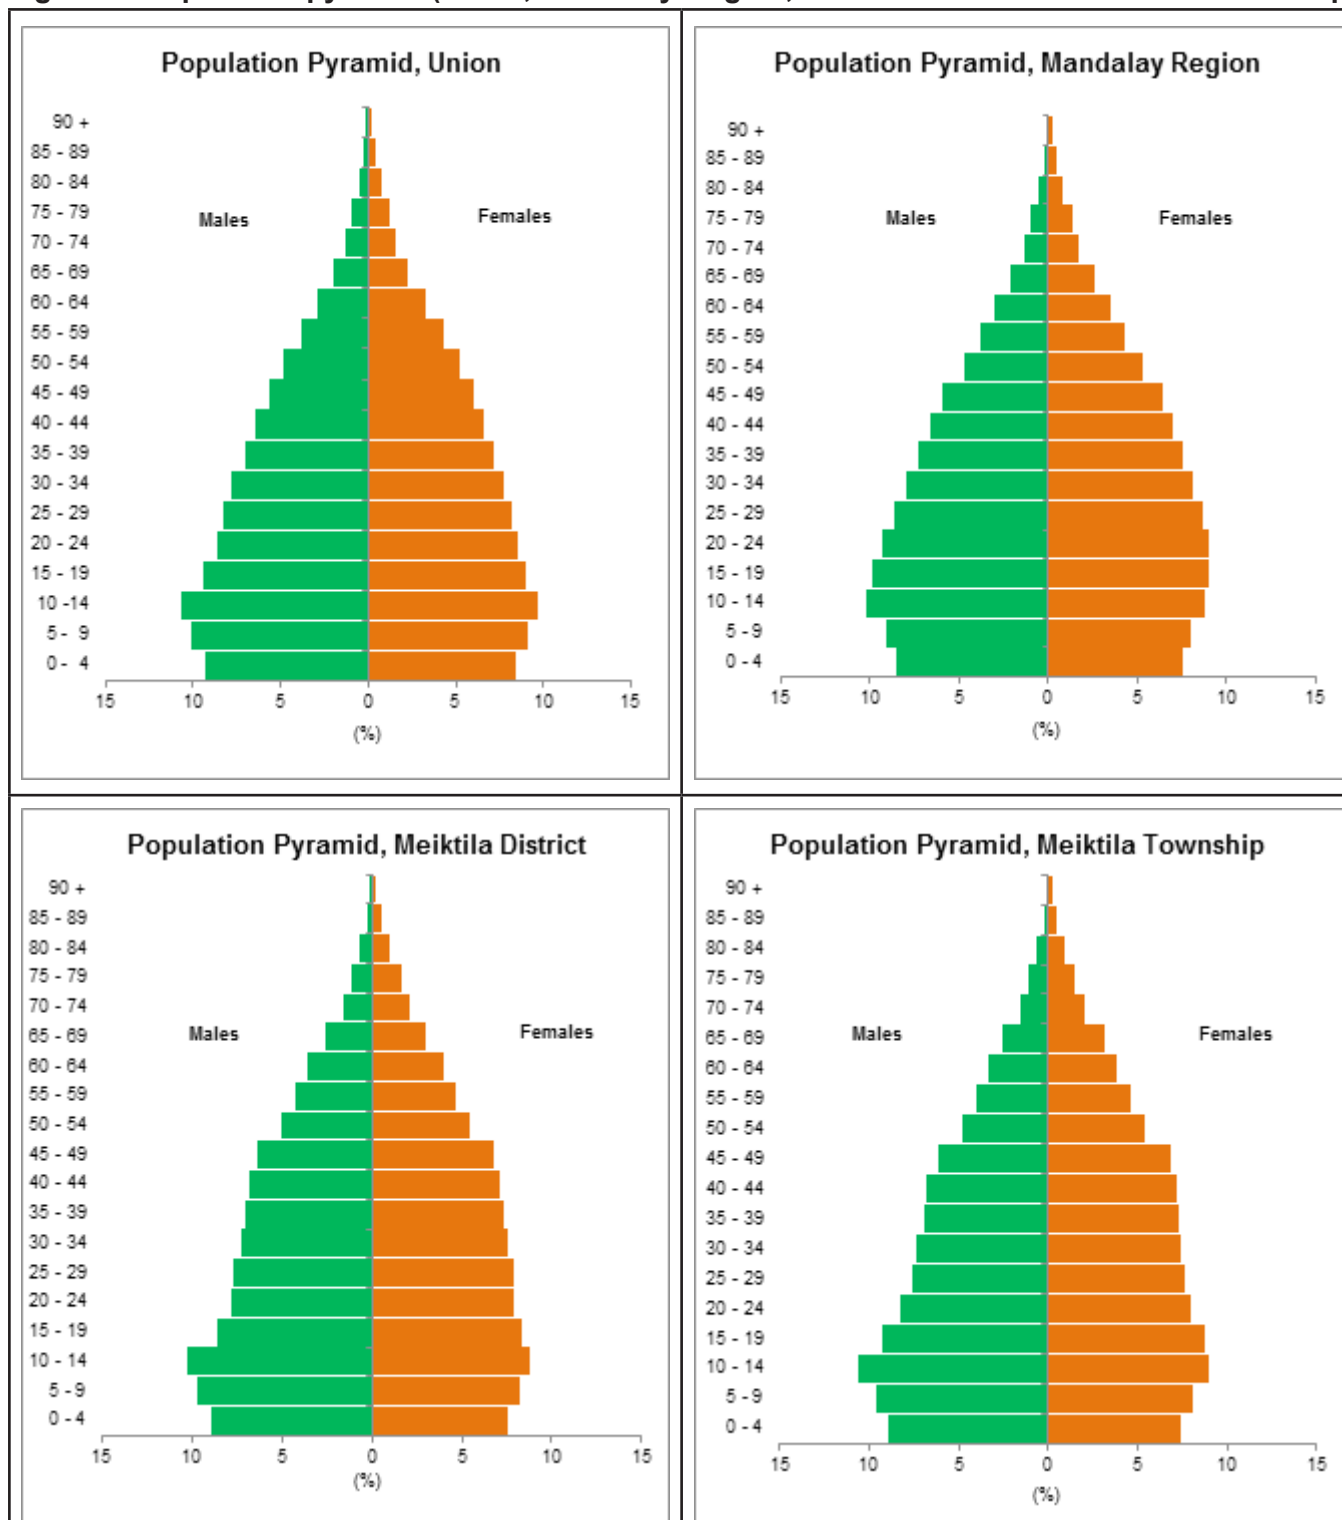 Population Pyramid, Union
90 +
85 - 89
80 - 84
75 - 79
70 - 74
65 - 69
60 - 64
55 - 59
50 - 54
45 - 49
40 - 44
35 - 39
30 - 34
25 - 29
20 - 24
15 - 19
10 -14
5 - 9
0 - 4
Males
Females
15 10 5 0 5 10 15
(%)
Population Pyramid, Mandalay Region
90 +
85 - 89
80 - 84
75 - 79
70 - 74
65 - 69
60 - 64
55 - 59
50 - 54
45 - 49
40 - 44
35 - 39
30 - 34
25 - 29
20 - 24
15 - 19
10 - 14
5 - 9
0 - 4
Males
Females
15 10 5 0 5 10 15
(%)
Population Pyramid, Meiktila District
90 +
85 - 89
80 - 84
75 - 79
70 - 74
65 - 69
60 - 64
55 - 59
50 - 54
45 - 49
40 - 44
35 - 39
30 - 34
25 - 29
20 - 24
15 - 19
10 - 14
5 - 9
0 - 4
Males
Females
15 10 5 0 5 10 15
(%)
Population Pyramid, Meiktila Township
90 +
85 - 89
80 - 84
75 - 79
70 - 74
65 - 69
60 - 64
55 - 59
50 - 54
45 - 49
40 - 44
35 - 39
30 - 34
25 - 29
20 - 24
15 - 19
10 - 14
5 - 9
0 - 4
Males
Females
15 10 5 0 5 10 15
(%)